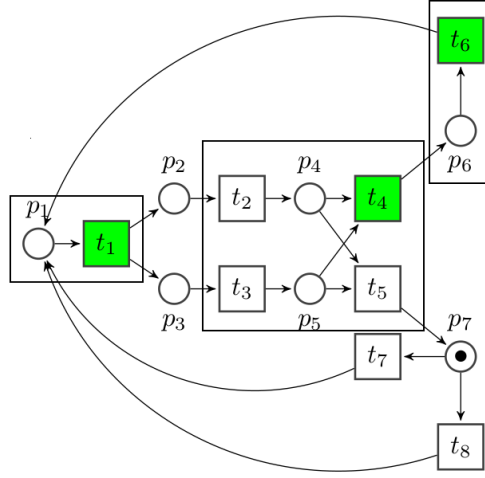 t₆
p₆
p₂
p₄
t₂
t₄
p₁
t₁
t₃
t₅
p₃
p₅
p₇
t₇
t₈